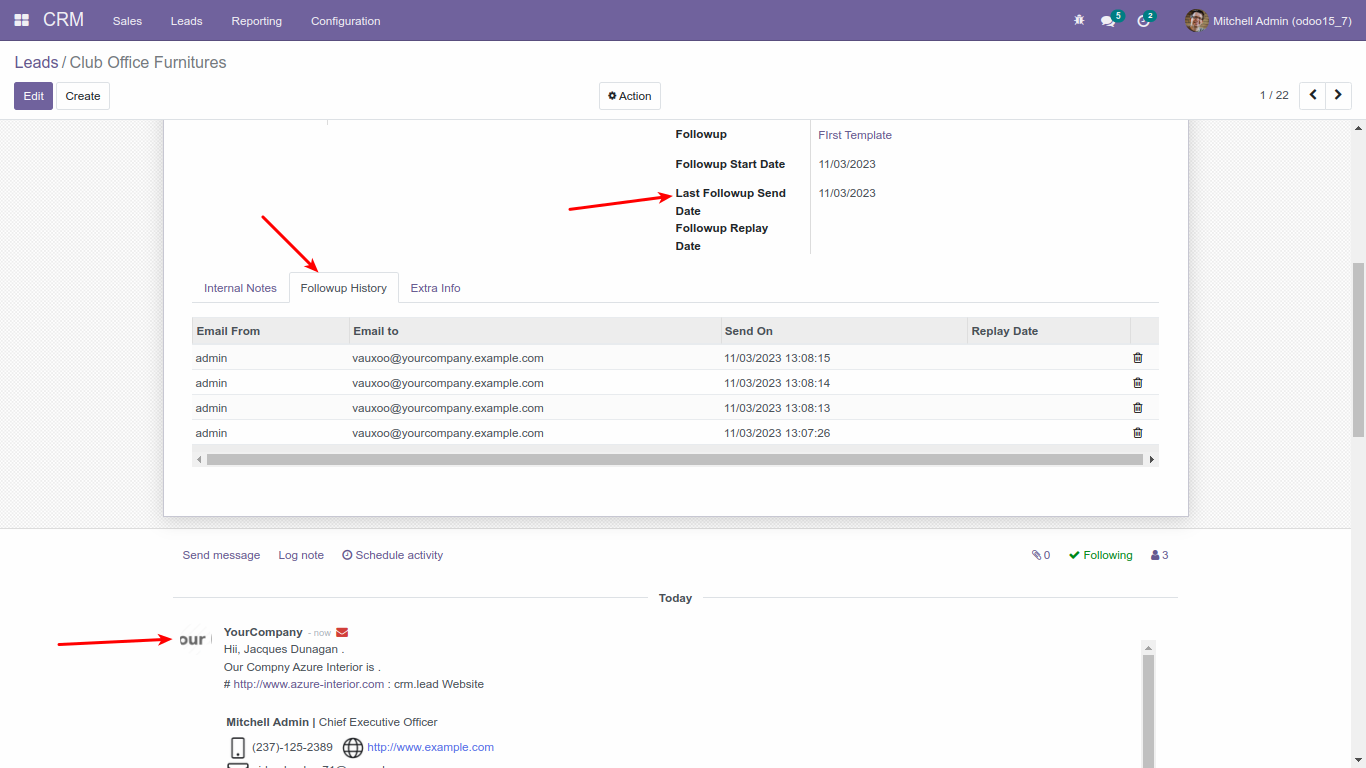 CRM Sales Leads Reporting Configuration 5 2 Mitchell Admin (odoo15_7)
Leads / Club Office Furnitures
Edit Create Action 1 / 22
Followup FIrst Template
Followup Start Date 11/03/2023
Last Followup Send Date 11/03/2023
Followup Replay Date
Internal Notes Followup History Extra Info
Email From Email to Send On Replay Date
admin vauxoo@yourcompany.example.com 11/03/2023 13:08:15
admin vauxoo@yourcompany.example.com 11/03/2023 13:08:14
admin vauxoo@yourcompany.example.com 11/03/2023 13:08:13
admin vauxoo@yourcompany.example.com 11/03/2023 13:07:26
Send message Log note Schedule activity 0 Following 3
Today
our
YourCompany - now
Hii, Jacques Dunagan .
Our Compny Azure Interior is .
# http://www.azure-interior.com : crm.lead Website
Mitchell Admin | Chief Executive Officer
(237)-125-2389 http://www.example.com